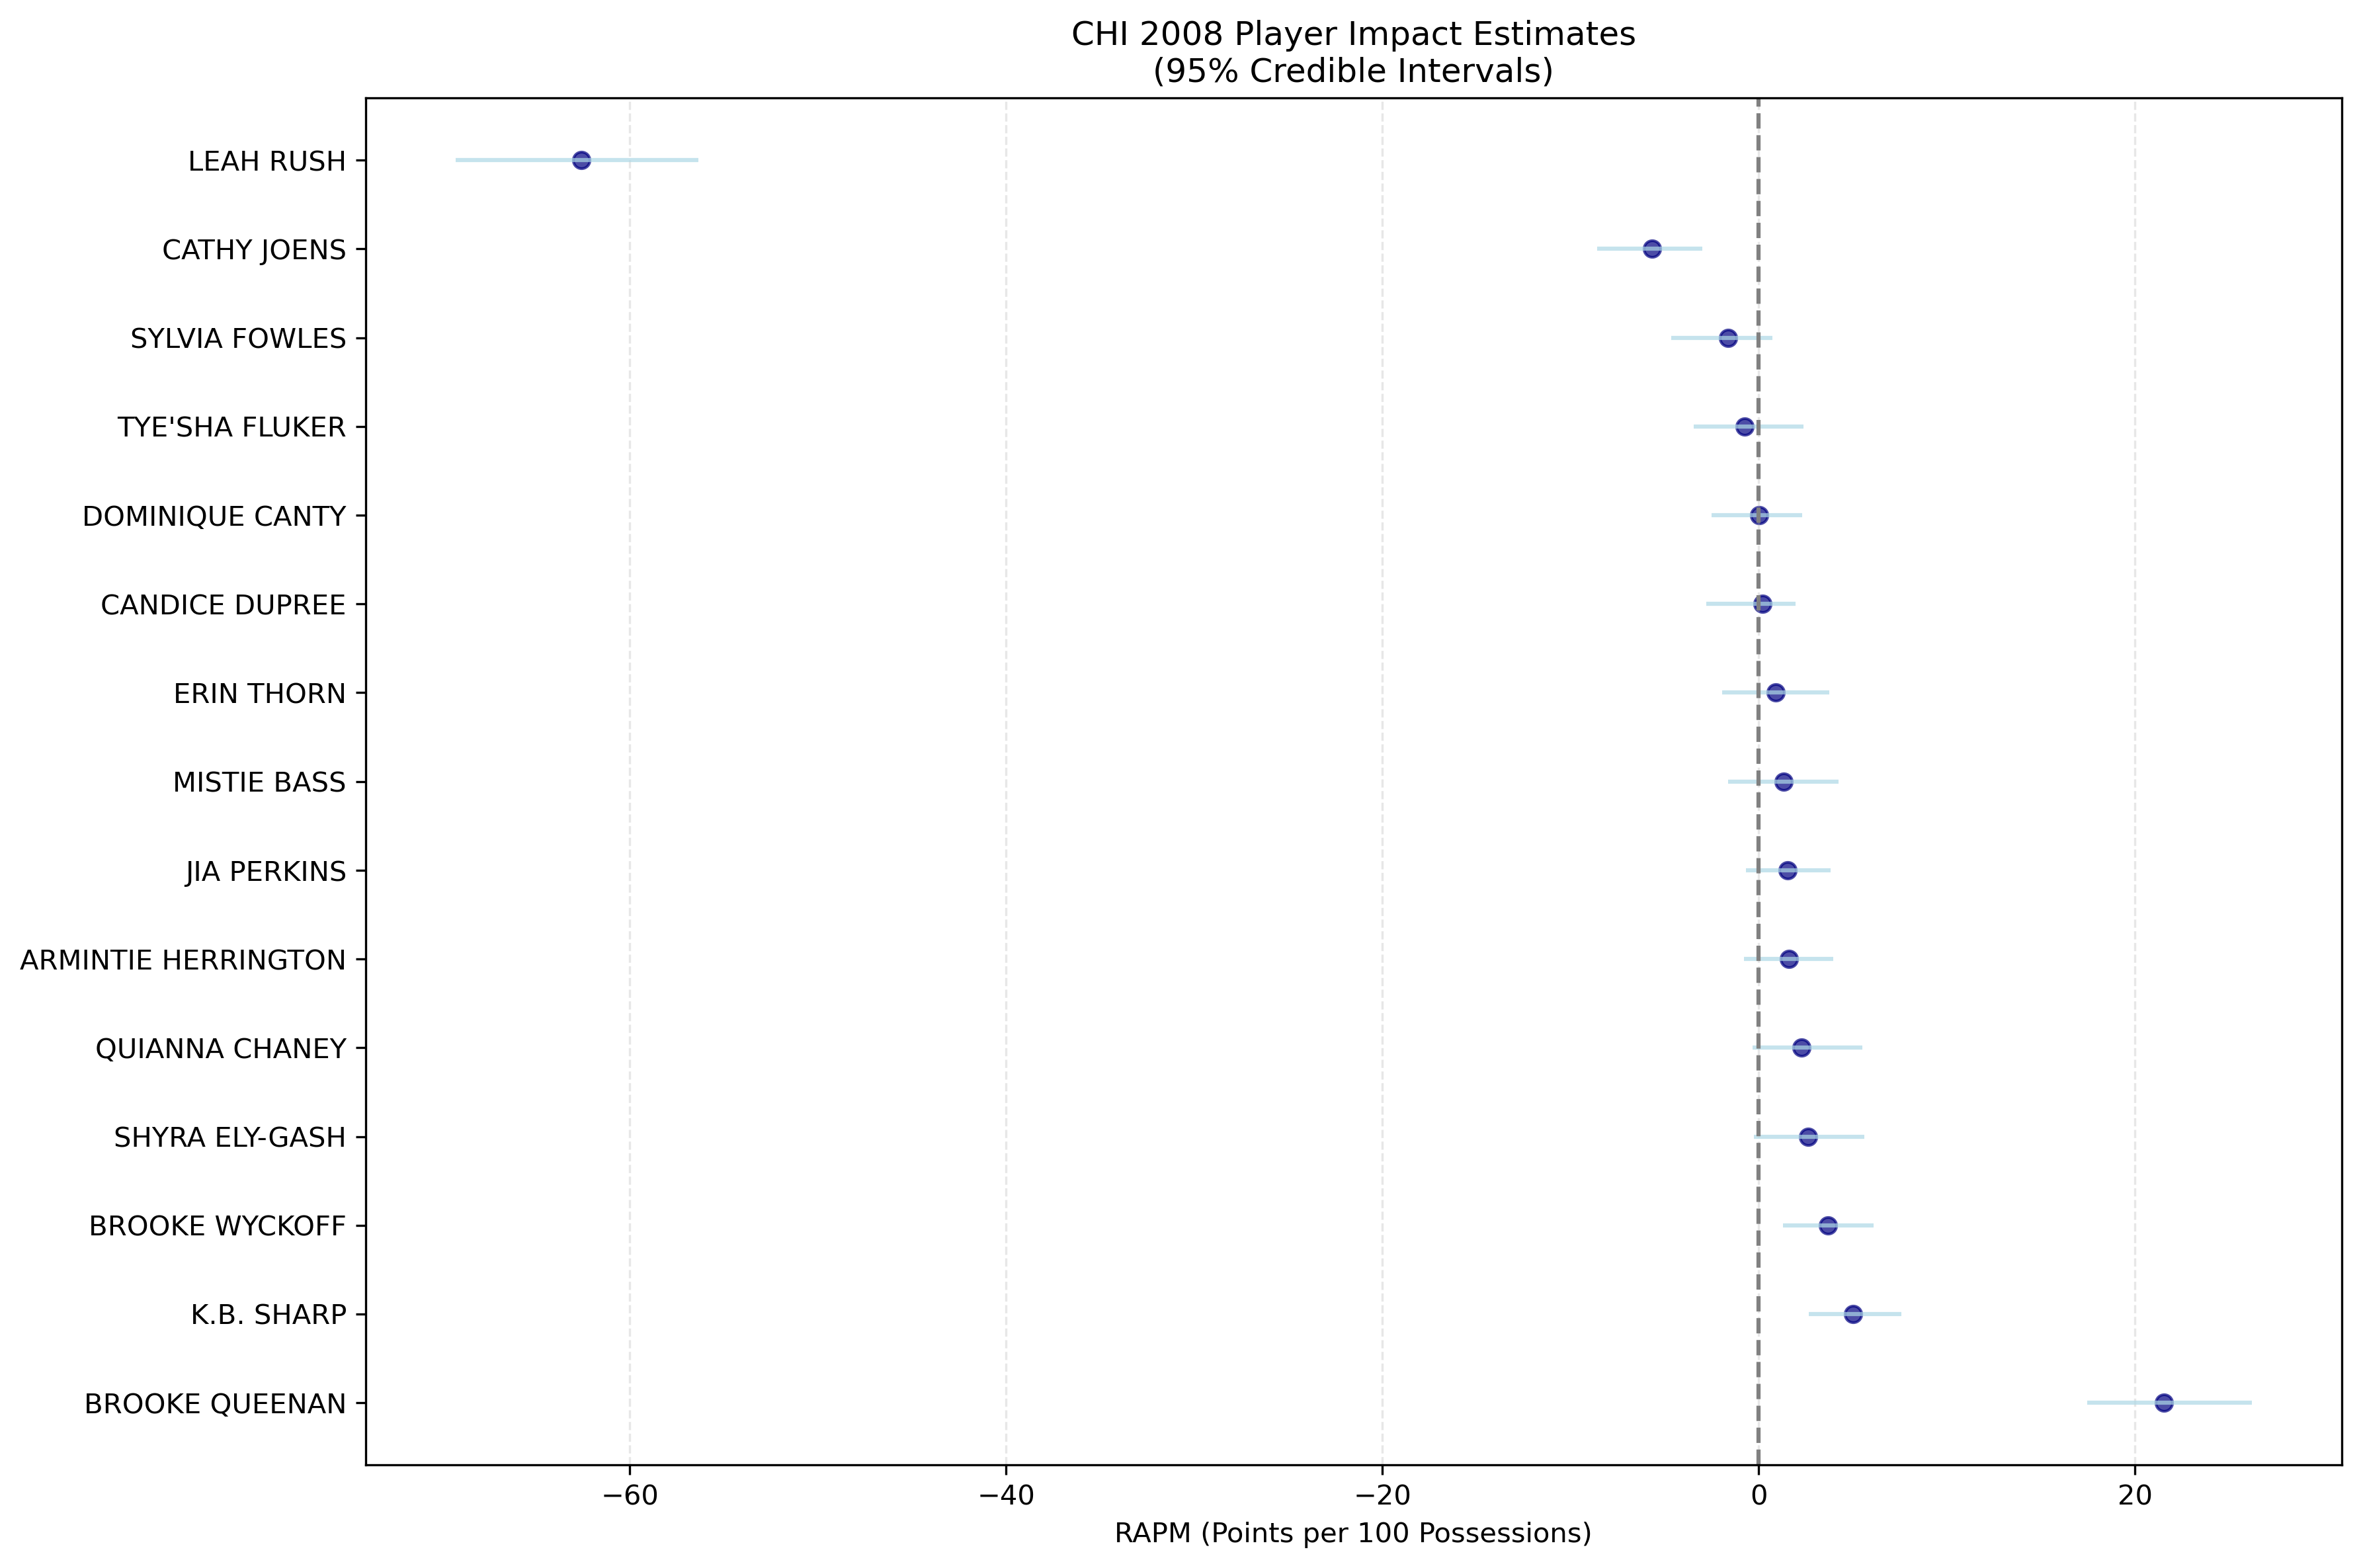 CHI 2008 Player Impact Estimates
(95% Credible Intervals)
LEAH RUSH
CATHY JOENS
SYLVIA FOWLES
TYE'SHA FLUKER
DOMINIQUE CANTY
CANDICE DUPREE
ERIN THORN
MISTIE BASS
JIA PERKINS
ARMINTIE HERRINGTON
QUIANNA CHANEY
SHYRA ELY-GASH
BROOKE WYCKOFF
K.B. SHARP
BROOKE QUEENAN
−60 −40 −20 0 20
RAPM (Points per 100 Possessions)